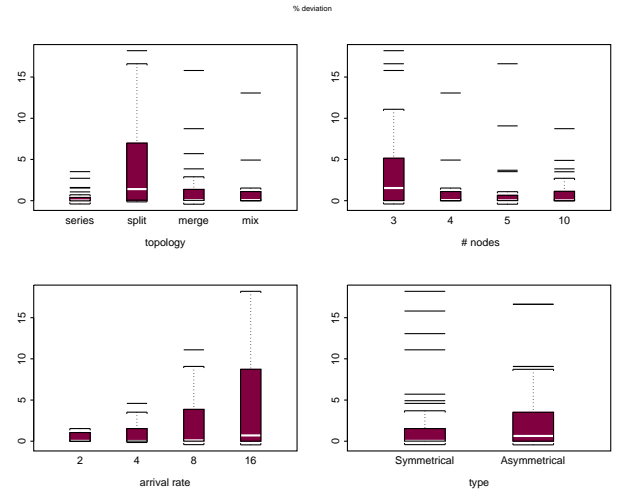 % deviation
15
10
5
0
series split merge mix
topology
15
10
5
0
3 4 5 10
# nodes
15
10
5
0
2 4 8 16
arrival rate
15
10
5
0
Symmetrical Asymmetrical
type